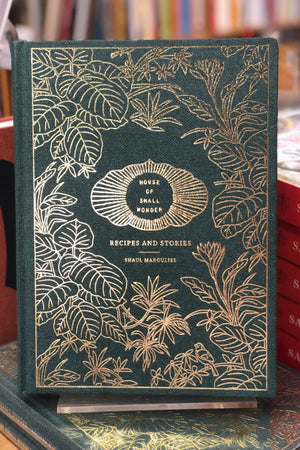 HOUSE
OF
SMALL
WONDER
RECIPES AND STORIES
SHAUL MARGULIES